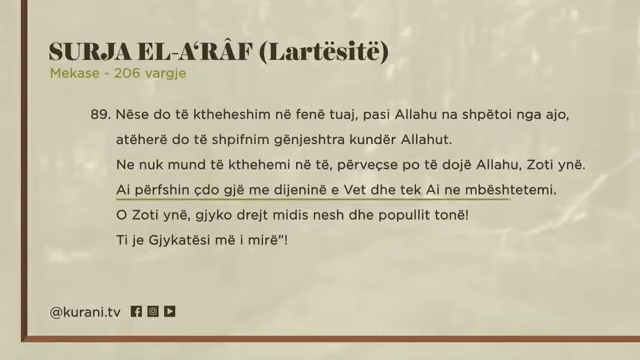 SURJA EL-A‘RÂF (Lartësitë)
Mekase - 206 vargje
89. Nëse do të ktheheshim në fenë tuaj, pasi Allahu na shpëtoi nga ajo,
atëherë do të shpifnim gënjeshtra kundër Allahut.
Ne nuk mund të kthehemi në të, përveçse po të dojë Allahu, Zoti ynë.
Ai përfshin çdo gjë me dijeninë e Vet dhe tek Ai ne mbështetemi.
O Zoti ynë, gjyko drejt midis nesh dhe popullit tonë!
Ti je Gjykatësi më i mirë”!
@kurani.tv